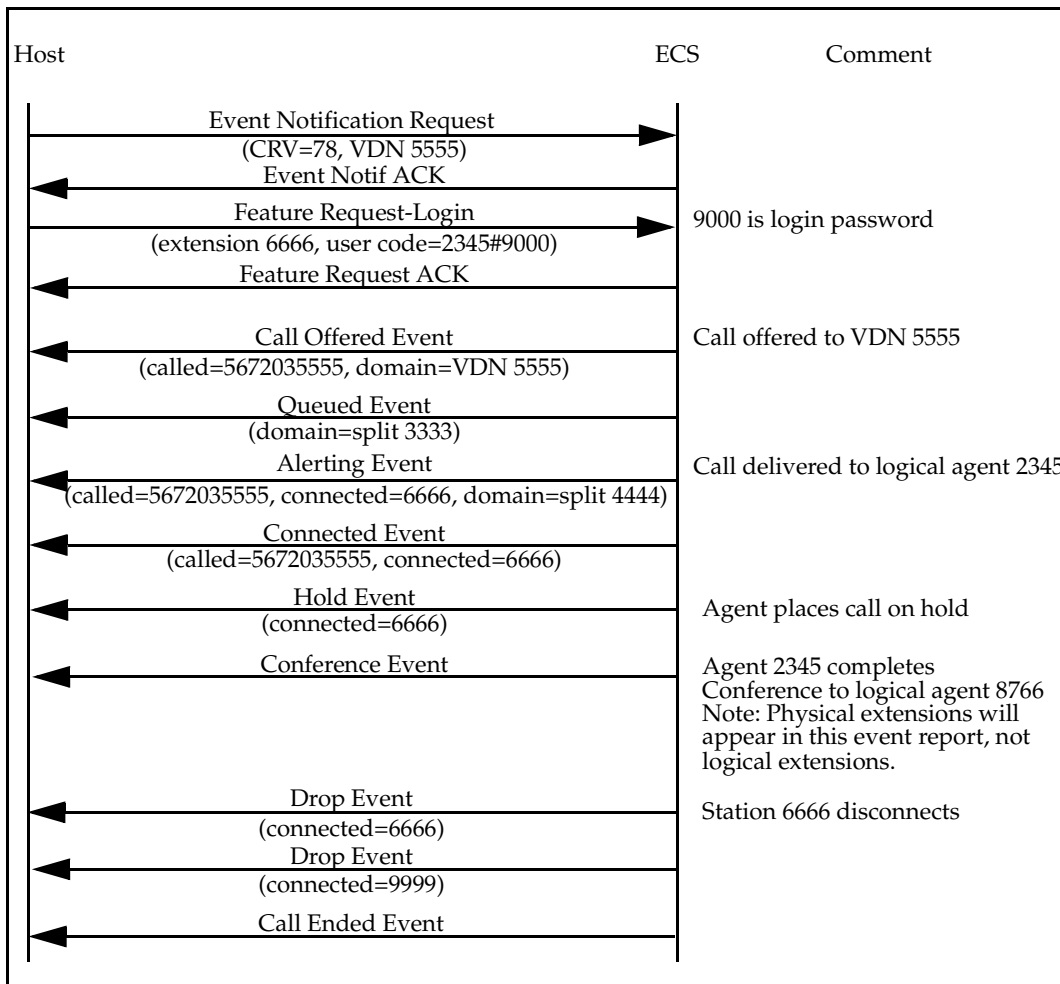 Host ECS Comment
Event Notification Request
(CRV=78, VDN 5555)
Event Notif ACK
Feature Request-Login 9000 is login password
(extension 6666, user code=2345#9000)
Feature Request ACK
Call Offered Event Call offered to VDN 5555
(called=5672035555, domain=VDN 5555)
Queued Event
(domain=split 3333)
Alerting Event Call delivered to logical agent 2345
(called=5672035555, connected=6666, domain=split 4444)
Connected Event
(called=5672035555, connected=6666)
Hold Event Agent places call on hold
(connected=6666)
Conference Event Agent 2345 completes
Conference to logical agent 8766
Note: Physical extensions will
appear in this event report, not
logical extensions.
Drop Event Station 6666 disconnects
(connected=6666)
Drop Event
(connected=9999)
Call Ended Event